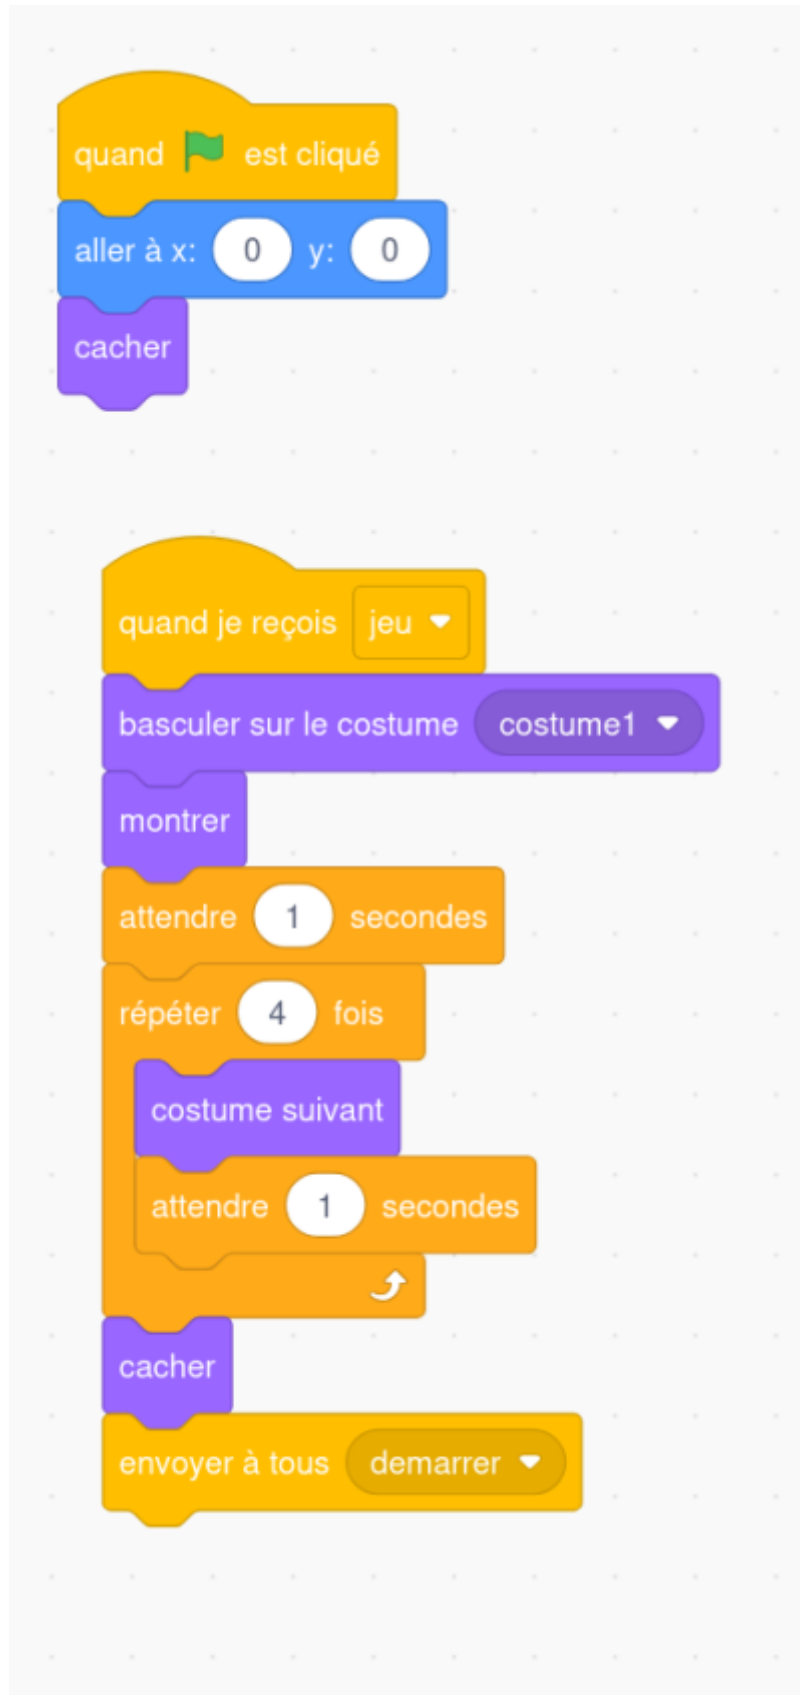 quand est cliqué
aller à x: 0 y: 0
cacher
quand je reçois jeu
basculer sur le costume costume1
montrer
attendre 1 secondes
répéter 4 fois
costume suivant
attendre 1 secondes
cacher
envoyer à tous demarrer